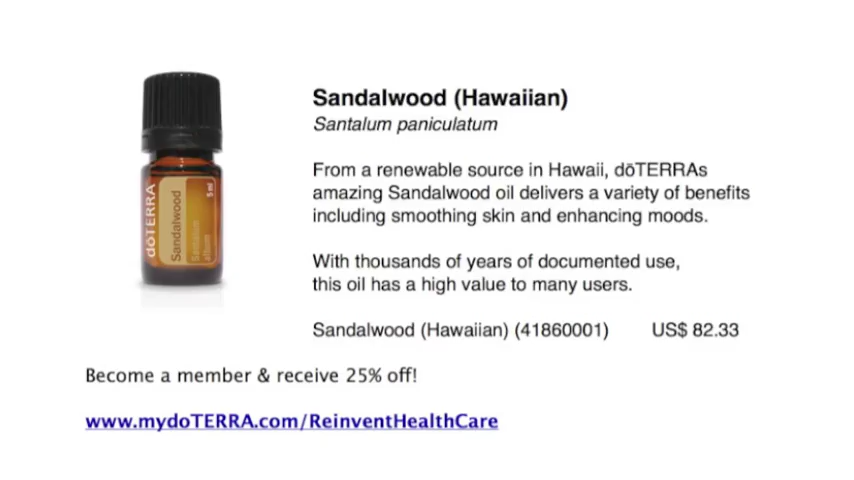 Sandalwood (Hawaiian)
Santalum paniculatum
From a renewable source in Hawaii, dōTERRAs
amazing Sandalwood oil delivers a variety of benefits
including smoothing skin and enhancing moods.
With thousands of years of documented use,
this oil has a high value to many users.
Sandalwood (Hawaiian) (41860001) US$ 82.33
Become a member & receive 25% off!
www.mydoTERRA.com/ReinventHealthCare
dōTERRA
Sandalwood
Santalum
album
5 ml